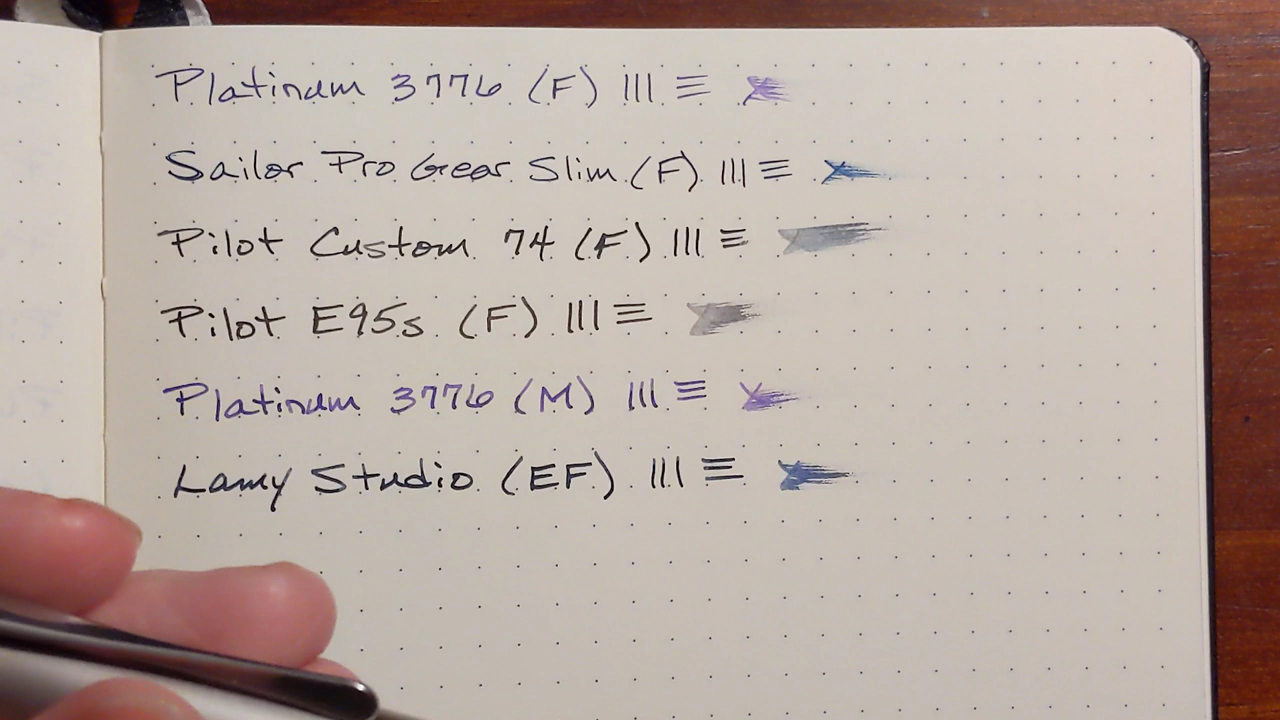 Platinum 3776 (F) ||| ≡
Sailor Pro Gear Slim (F) ||| ≡
Pilot Custom 74 (F) ||| ≡
Pilot E95s (F) ||| ≡
Platinum 3776 (M) ||| ≡
Lamy Studio (EF) ||| ≡